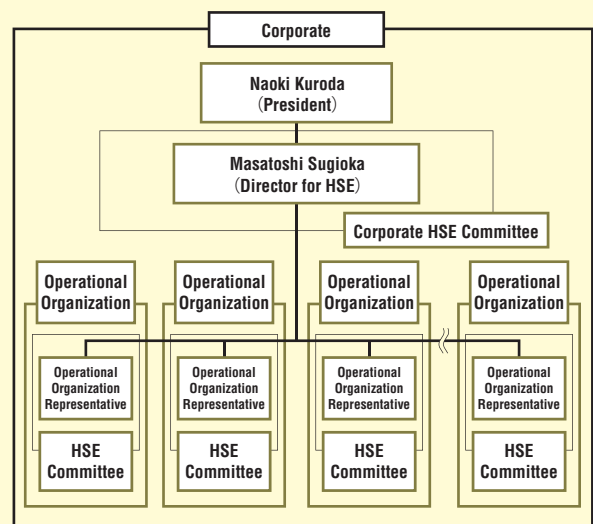 Corporate
Naoki Kuroda
(President)
Masatoshi Sugioka
(Director for HSE)
Corporate HSE Committee
Operational
Organization
Operational
Organization
Operational
Organization
Operational
Organization
Operational
Organization
Representative
Operational
Organization
Representative
Operational
Organization
Representative
Operational
Organization
Representative
HSE
Committee
HSE
Committee
HSE
Committee
HSE
Committee